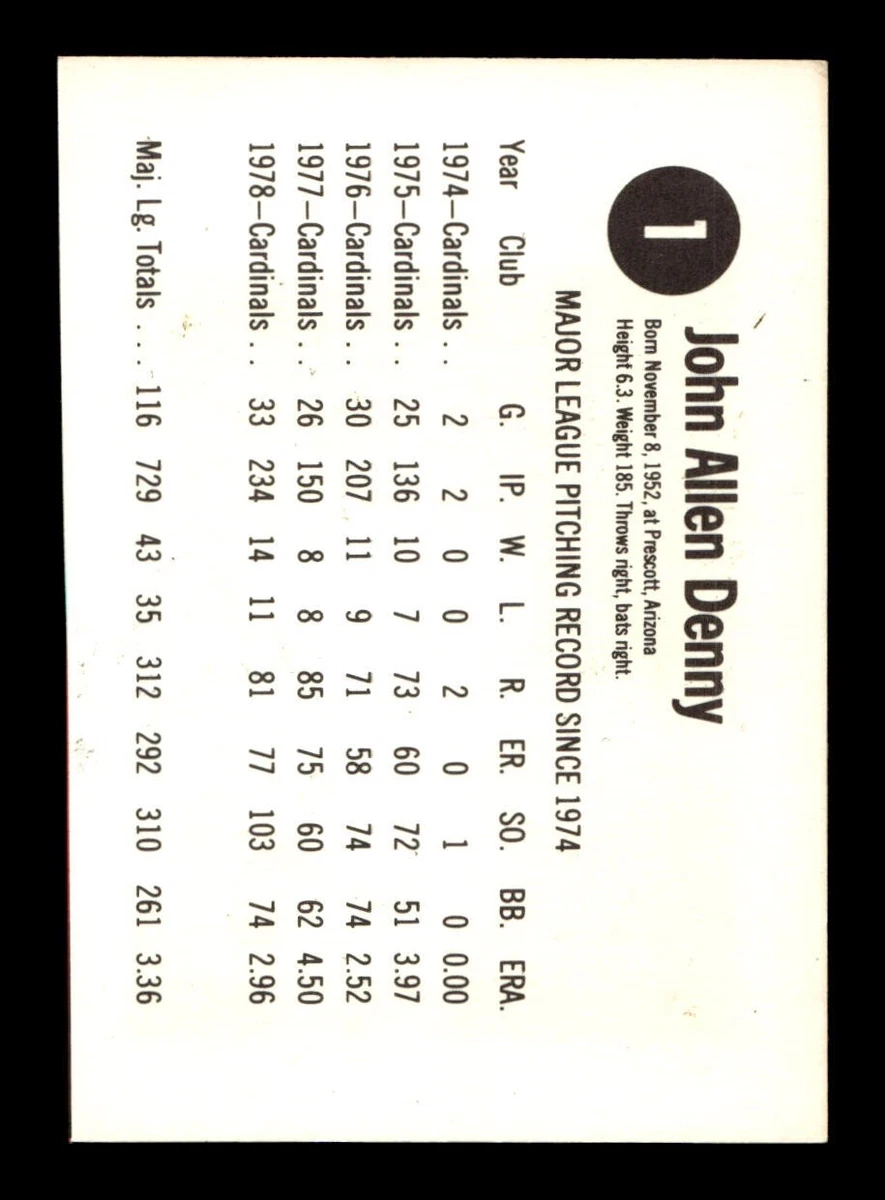 1
John Allen Denny
Born November 8, 1952, at Prescott, Arizona
Height 6.3. Weight 185. Throws right, bats right.
MAJOR LEAGUE PITCHING RECORD SINCE 1974
Year Club G. IP. W. L. R. ER. SO. BB. ERA.
1974—Cardinals . . 2 2 0 0 2 0 1 0 0.00
1975—Cardinals . . 25 136 10 7 73 60 72 51 3.97
1976—Cardinals . . 30 207 11 9 71 58 74 74 2.52
1977—Cardinals . . 26 150 8 8 85 75 60 62 4.50
1978—Cardinals . . 33 234 14 11 81 77 103 74 2.96
Maj. Lg. Totals . . . 116 729 43 35 312 292 310 261 3.36